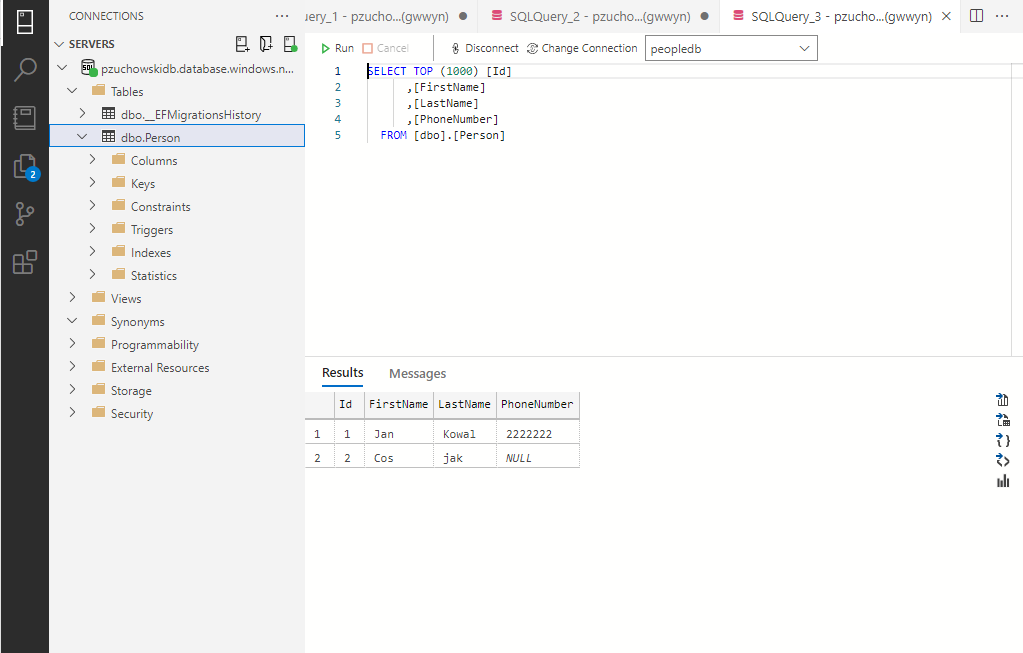 CONNECTIONS
uery_1 - pzucho...(gwwyn)
SQLQuery_2 - pzucho...(gwwyn)
SQLQuery_3 - pzucho...(gwwyn)
SERVERS
Run
Cancel
Disconnect
Change Connection
peopledb
pzuchowskidb.database.windows.n...
Tables
dbo.__EFMigrationsHistory
dbo.Person
Columns
Keys
Constraints
Triggers
Indexes
Statistics
Views
Synonyms
Programmability
External Resources
Storage
Security
2
1 SELECT TOP (1000) [Id]
2 ,[FirstName]
3 ,[LastName]
4 ,[PhoneNumber]
5 FROM [dbo].[Person]
Results Messages
Id FirstName LastName PhoneNumber
1 1 Jan Kowal 2222222
2 2 Cos jak NULL